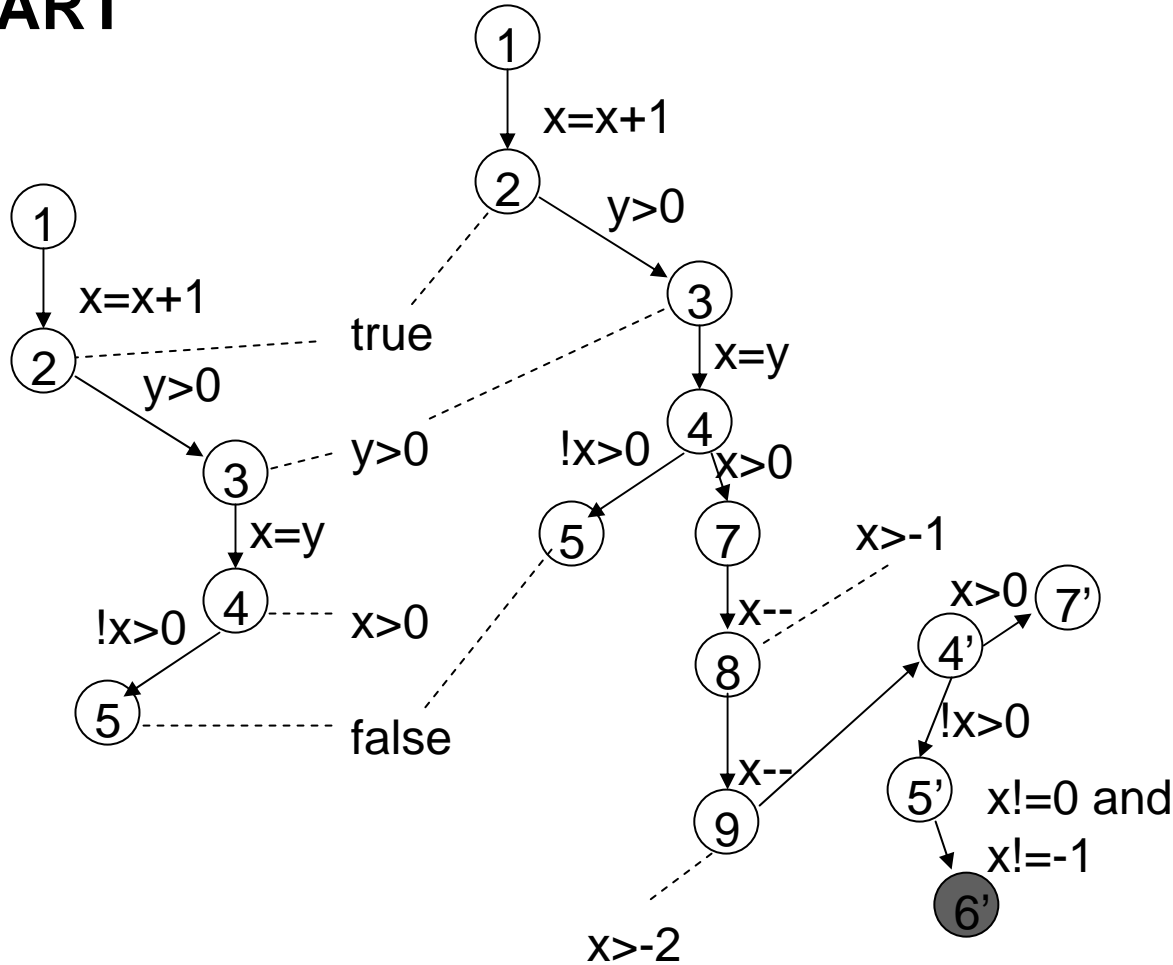 ART
1
x=x+1
2
y>0
3
x=y
4
!x>0
5
true
y>0
x>0
false
1
x=x+1
2
y>0
3
x=y
4
!x>0
x>0
5
7
x--
8
x>-1
x--
9
x>-2
4’
x>0
7’
!x>0
5’
x!=0 and
x!=-1
6’